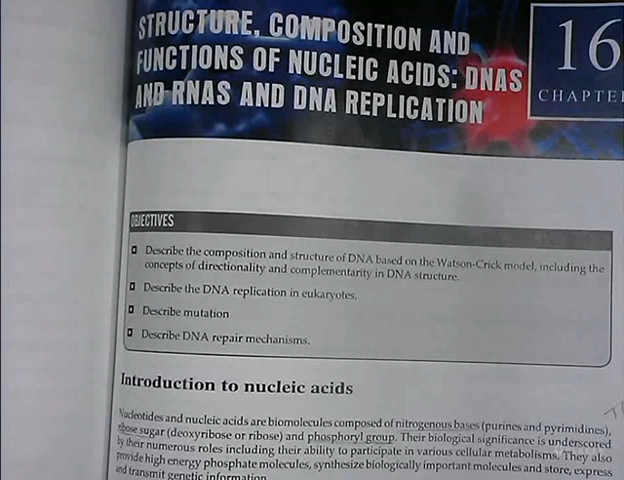 STRUCTURE, COMPOSITION AND
FUNCTIONS OF NUCLEIC ACIDS: DNAS
AND RNAS AND DNA REPLICATION
16
CHAPTE
OBJECTIVES
Describe the composition and structure of DNA based on the Watson-Crick model, including the
concepts of directionality and complementarity in DNA structure.
Describe the DNA replication in eukaryotes.
Describe mutation
Describe DNA repair mechanisms.
Introduction to nucleic acids
Nucleotides and nucleic acids are biomolecules composed of nitrogenous bases (purines and pyrimidines),
ribose sugar (deoxyribose or ribose) and phosphoryl group. Their biological significance is underscored
by their numerous roles including their ability to participate in various cellular metabolisms. They also
provide high energy phosphate molecules, synthesize biologically important molecules and store, express
and transmit genetic information